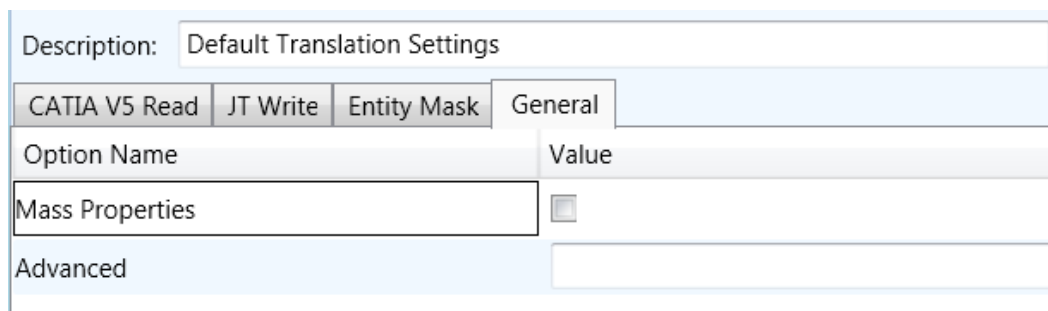 Description: Default Translation Settings
CATIA V5 Read JT Write Entity Mask General
Option Name Value
Mass Properties
Advanced